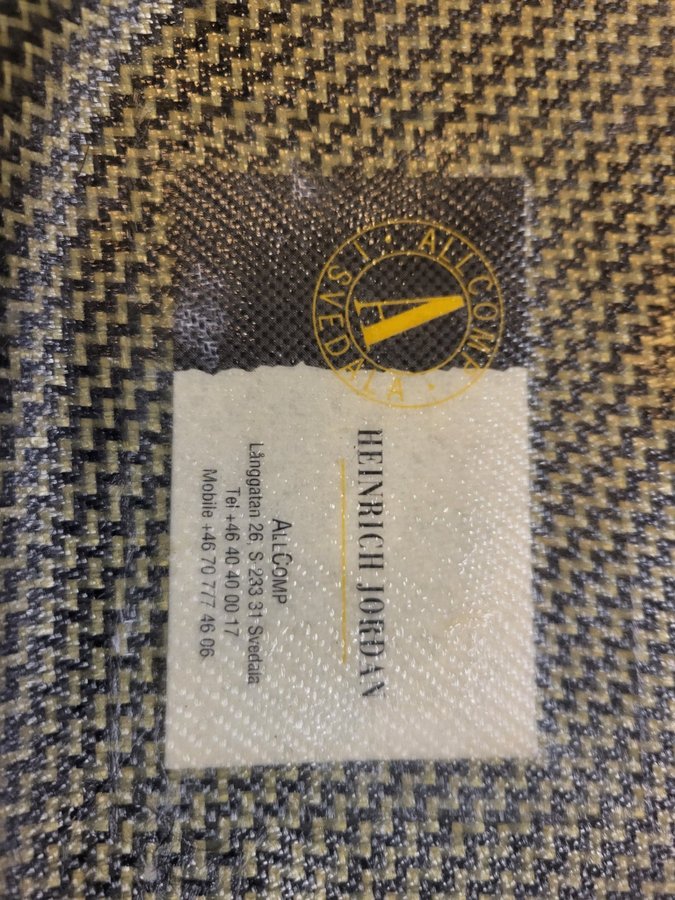 ALLCOMP · SVEDALA · 
A
HEINRICH JORDAN
ALLCOMP
Långgatan 26, S 233 31 Svedala
Tel +46 40 40 00 17
Mobile +46 70 777 46 06